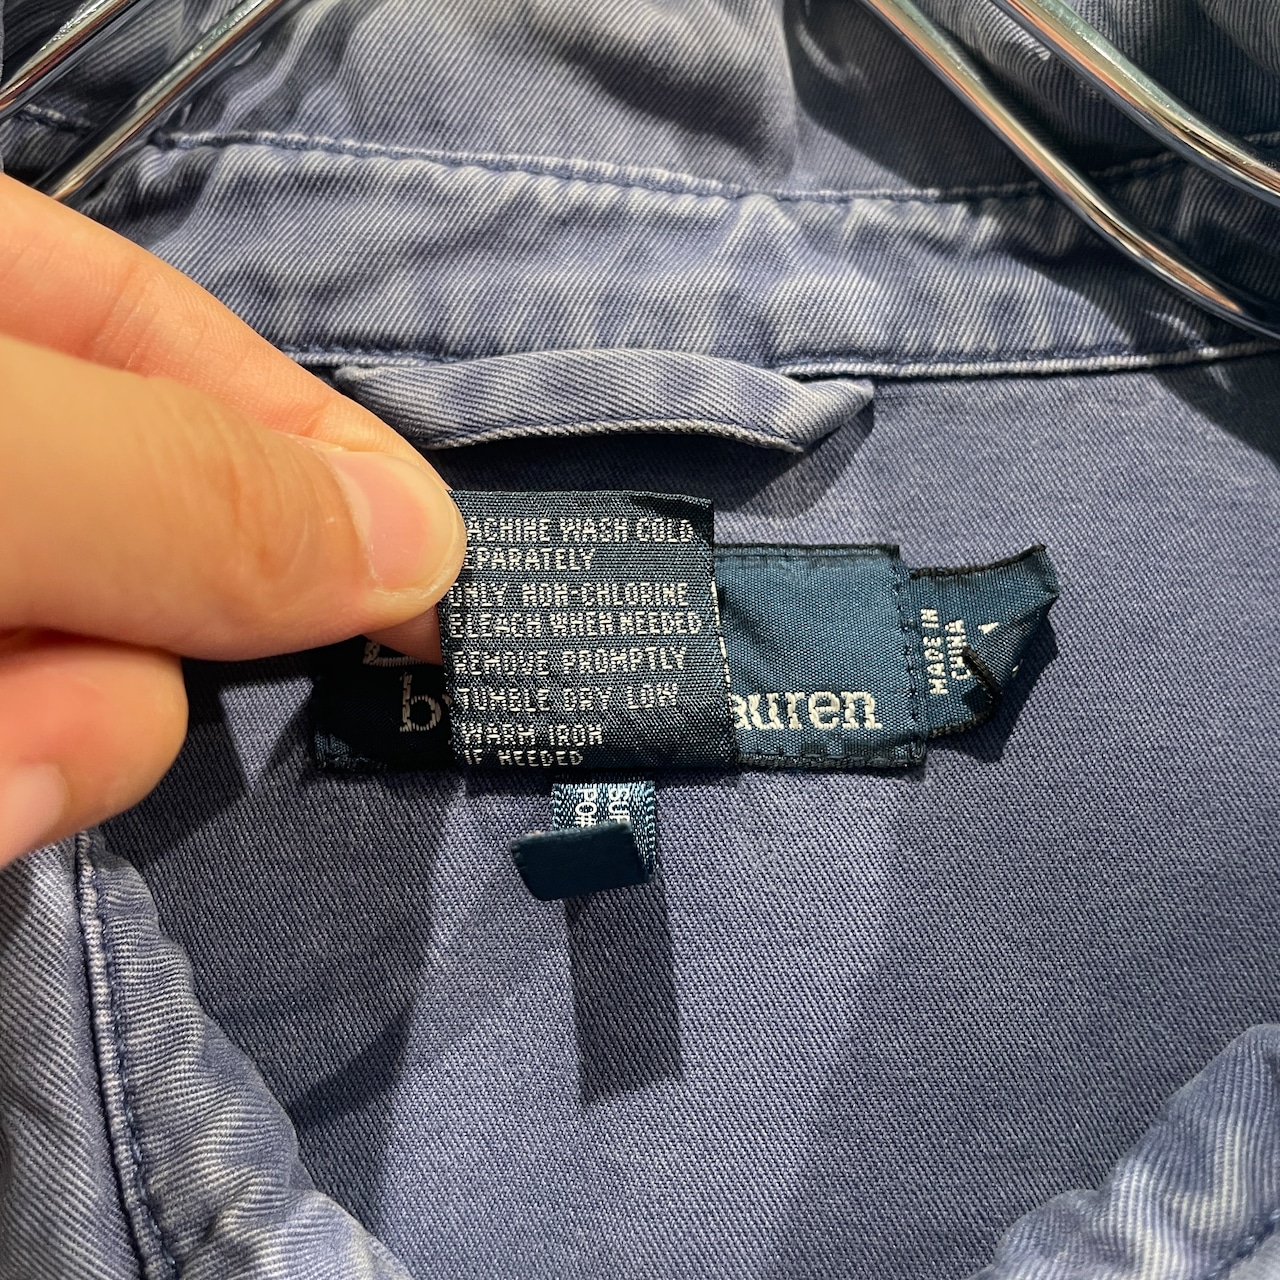 MACHINE WASH COLD
SEPARATELY
ONLY NON-CHLORINE
BLEACH WHEN NEEDED
REMOVE PROMPTLY
TUMBLE DRY LOW
WARM IRON
IF NEEDED
auren
MADE IN
CHINA
PO#